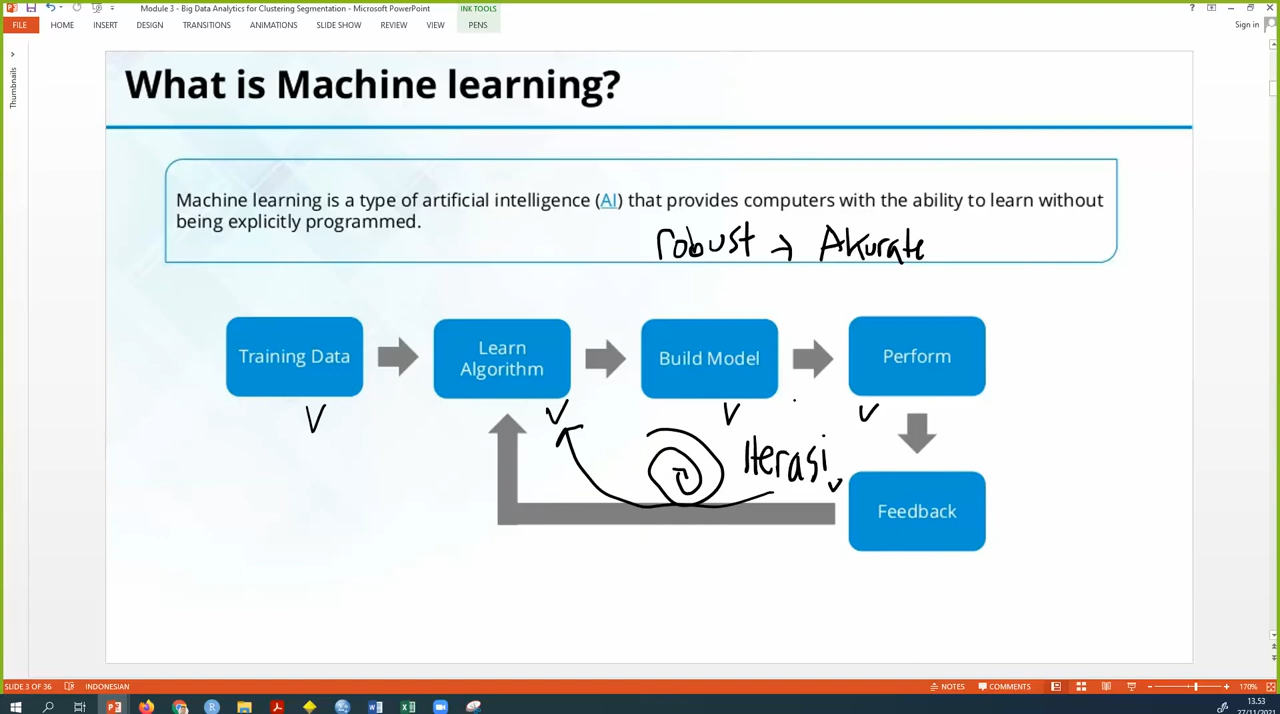 Module 3 - Big Data Analytics for Clustering Segmentation - Microsoft PowerPoint
INK TOOLS
?
FILE
HOME
INSERT
DESIGN
TRANSITIONS
ANIMATIONS
SLIDE SHOW
REVIEW
VIEW
PENS
Sign in
Thumbnails
What is Machine learning?
Machine learning is a type of artificial intelligence (AI) that provides computers with the ability to learn without
being explicitly programmed.
robust → Akurate
Training Data
Learn
Algorithm
Build Model
Perform
V
V
V
V
Iterasi
Feedback
SLIDE 3 OF 36
INDONESIAN
NOTES
COMMENTS
170%
13.53
27/11/2021